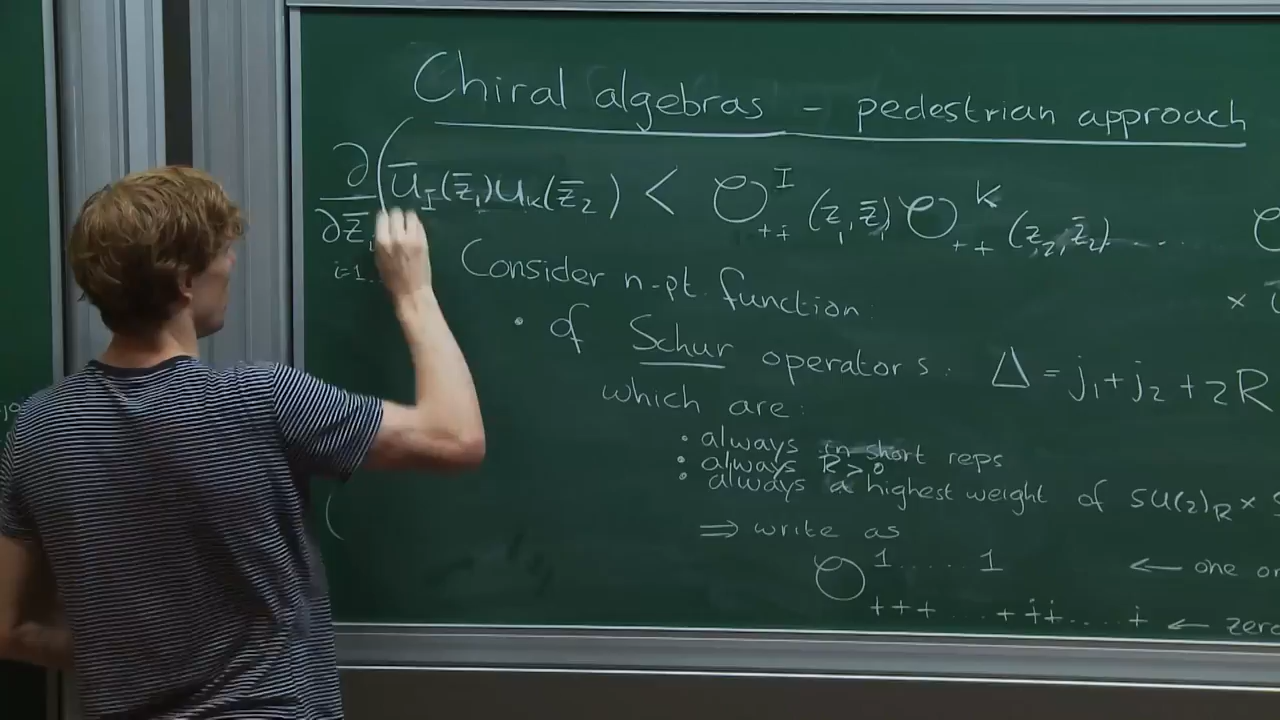 Chiral algebras - pedestrian approach
∂/∂z̄ᵢ ( ū_I(z̄₁) u_K(z̄₂) < O^I_{+ +̇} (z₁, z̄₁) O^K_{+ +̇} (z₂, z̄₂) ....
i=1..
Consider n-pt. function:
• of Schur operators: Δ = j₁+j₂+2R
which are:
• always in short reps
• always R>0
• always a highest weight of SU(2)_R ×
⇒ write as
O^{1.....1}_{+++ ....+ +̇+̇....+̇}
← one or
← zero